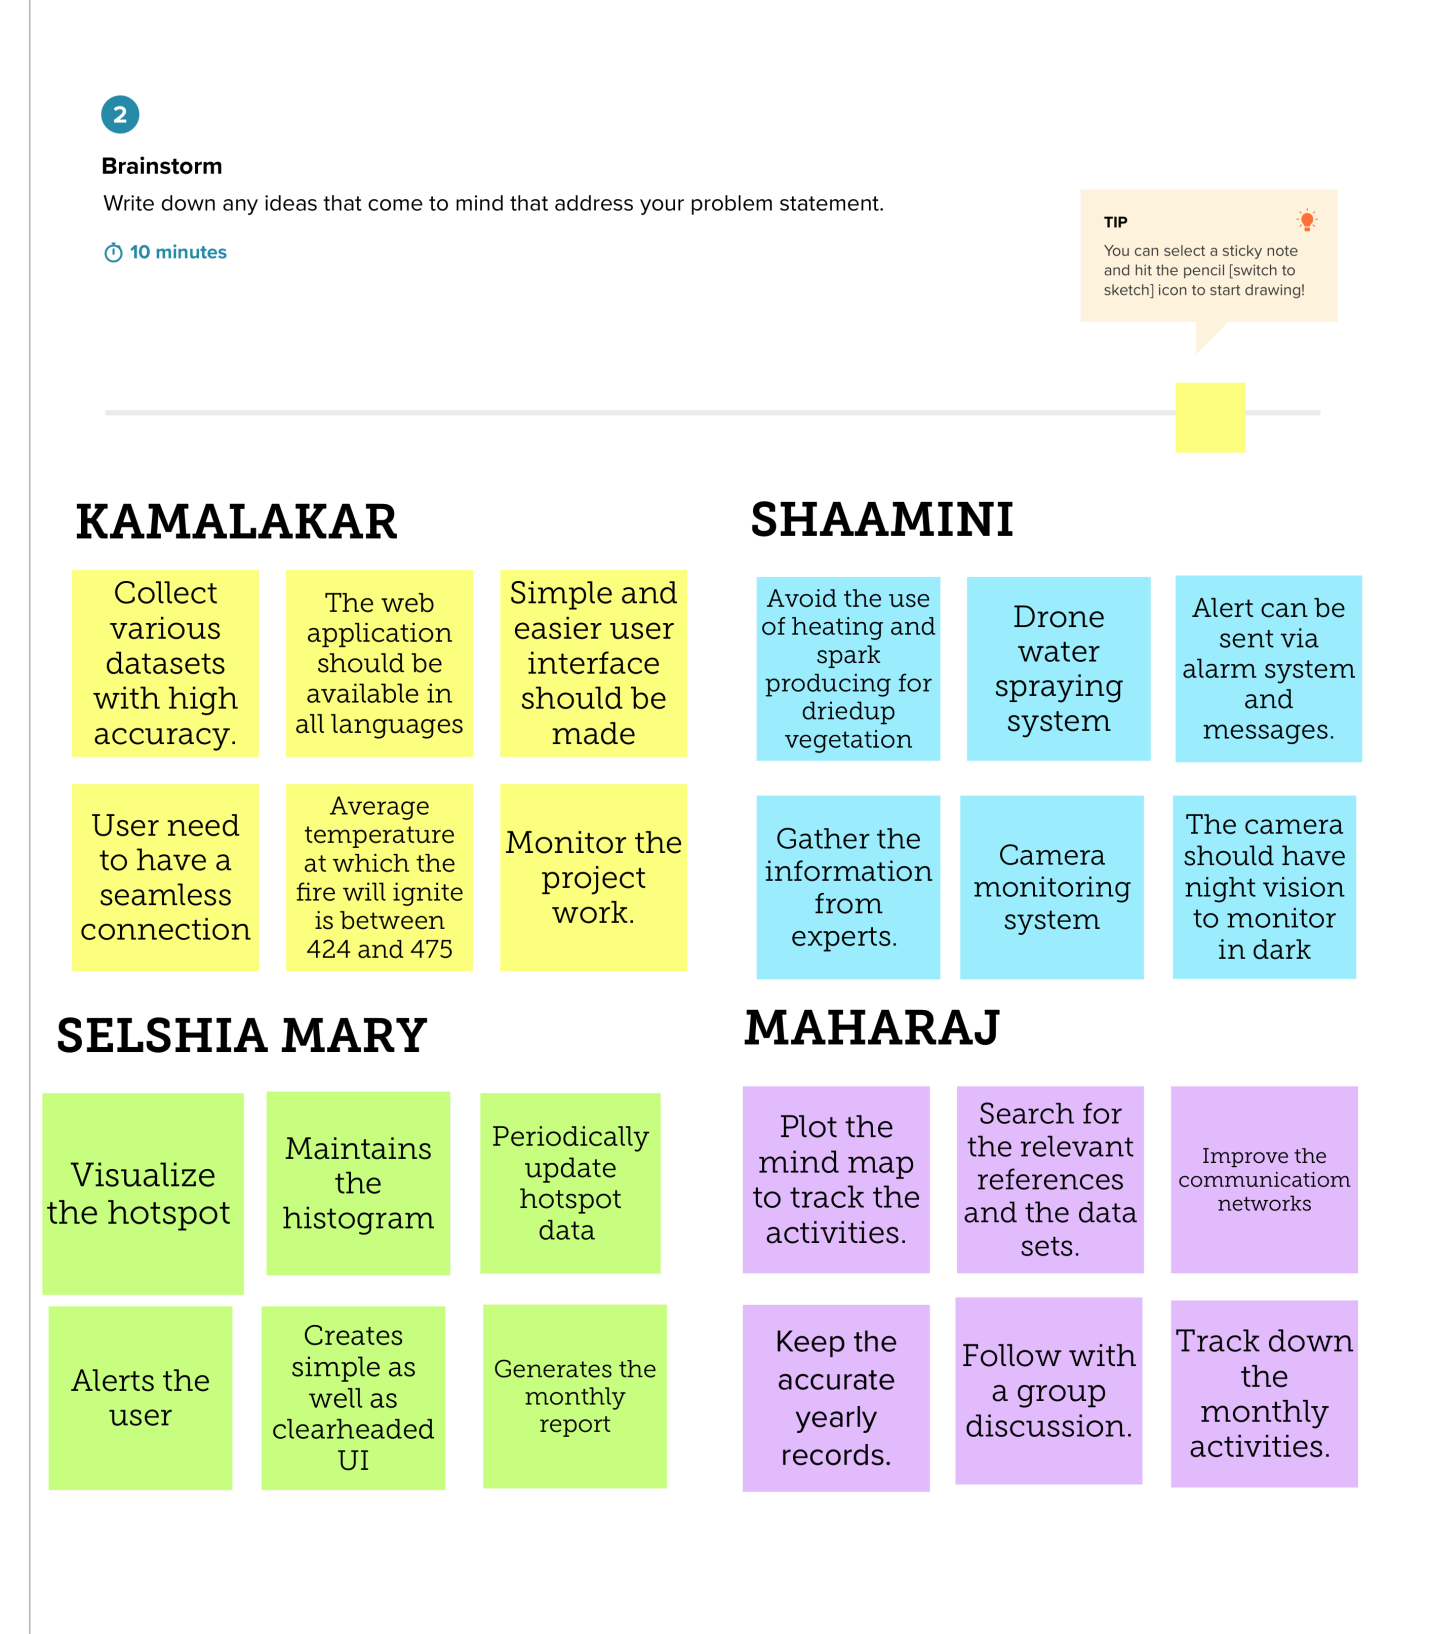 2
Brainstorm
Write down any ideas that come to mind that address your problem statement.
10 minutes
TIP
You can select a sticky note
and hit the pencil [switch to
sketch] icon to start drawing!
KAMALAKAR
Collect
various
datasets
with high
accuracy.
The web
application
should be
available in
all languages
Simple and
easier user
interface
should be
made
User need
to have a
seamless
connection
Average
temperature
at which the
fire will ignite
is between
424 and 475
Monitor the
project
work.
SHAAMINI
Avoid the use
of heating and
spark
producing for
driedup
vegetation
Drone
water
spraying
system
Alert can be
sent via
alarm system
and
messages.
Gather the
information
from
experts.
Camera
monitoring
system
The camera
should have
night vision
to monitor
in dark
SELSHIA MARY
Visualize
the hotspot
Maintains
the
histogram
Periodically
update
hotspot
data
Alerts the
user
Creates
simple as
well as
clearheaded
UI
Generates the
monthly
report
MAHARAJ
Plot the
mind map
to track the
activities.
Search for
the relevant
references
and the data
sets.
Improve the
communicatiom
networks
Keep the
accurate
yearly
records.
Follow with
a group
discussion.
Track down
the
monthly
activities.